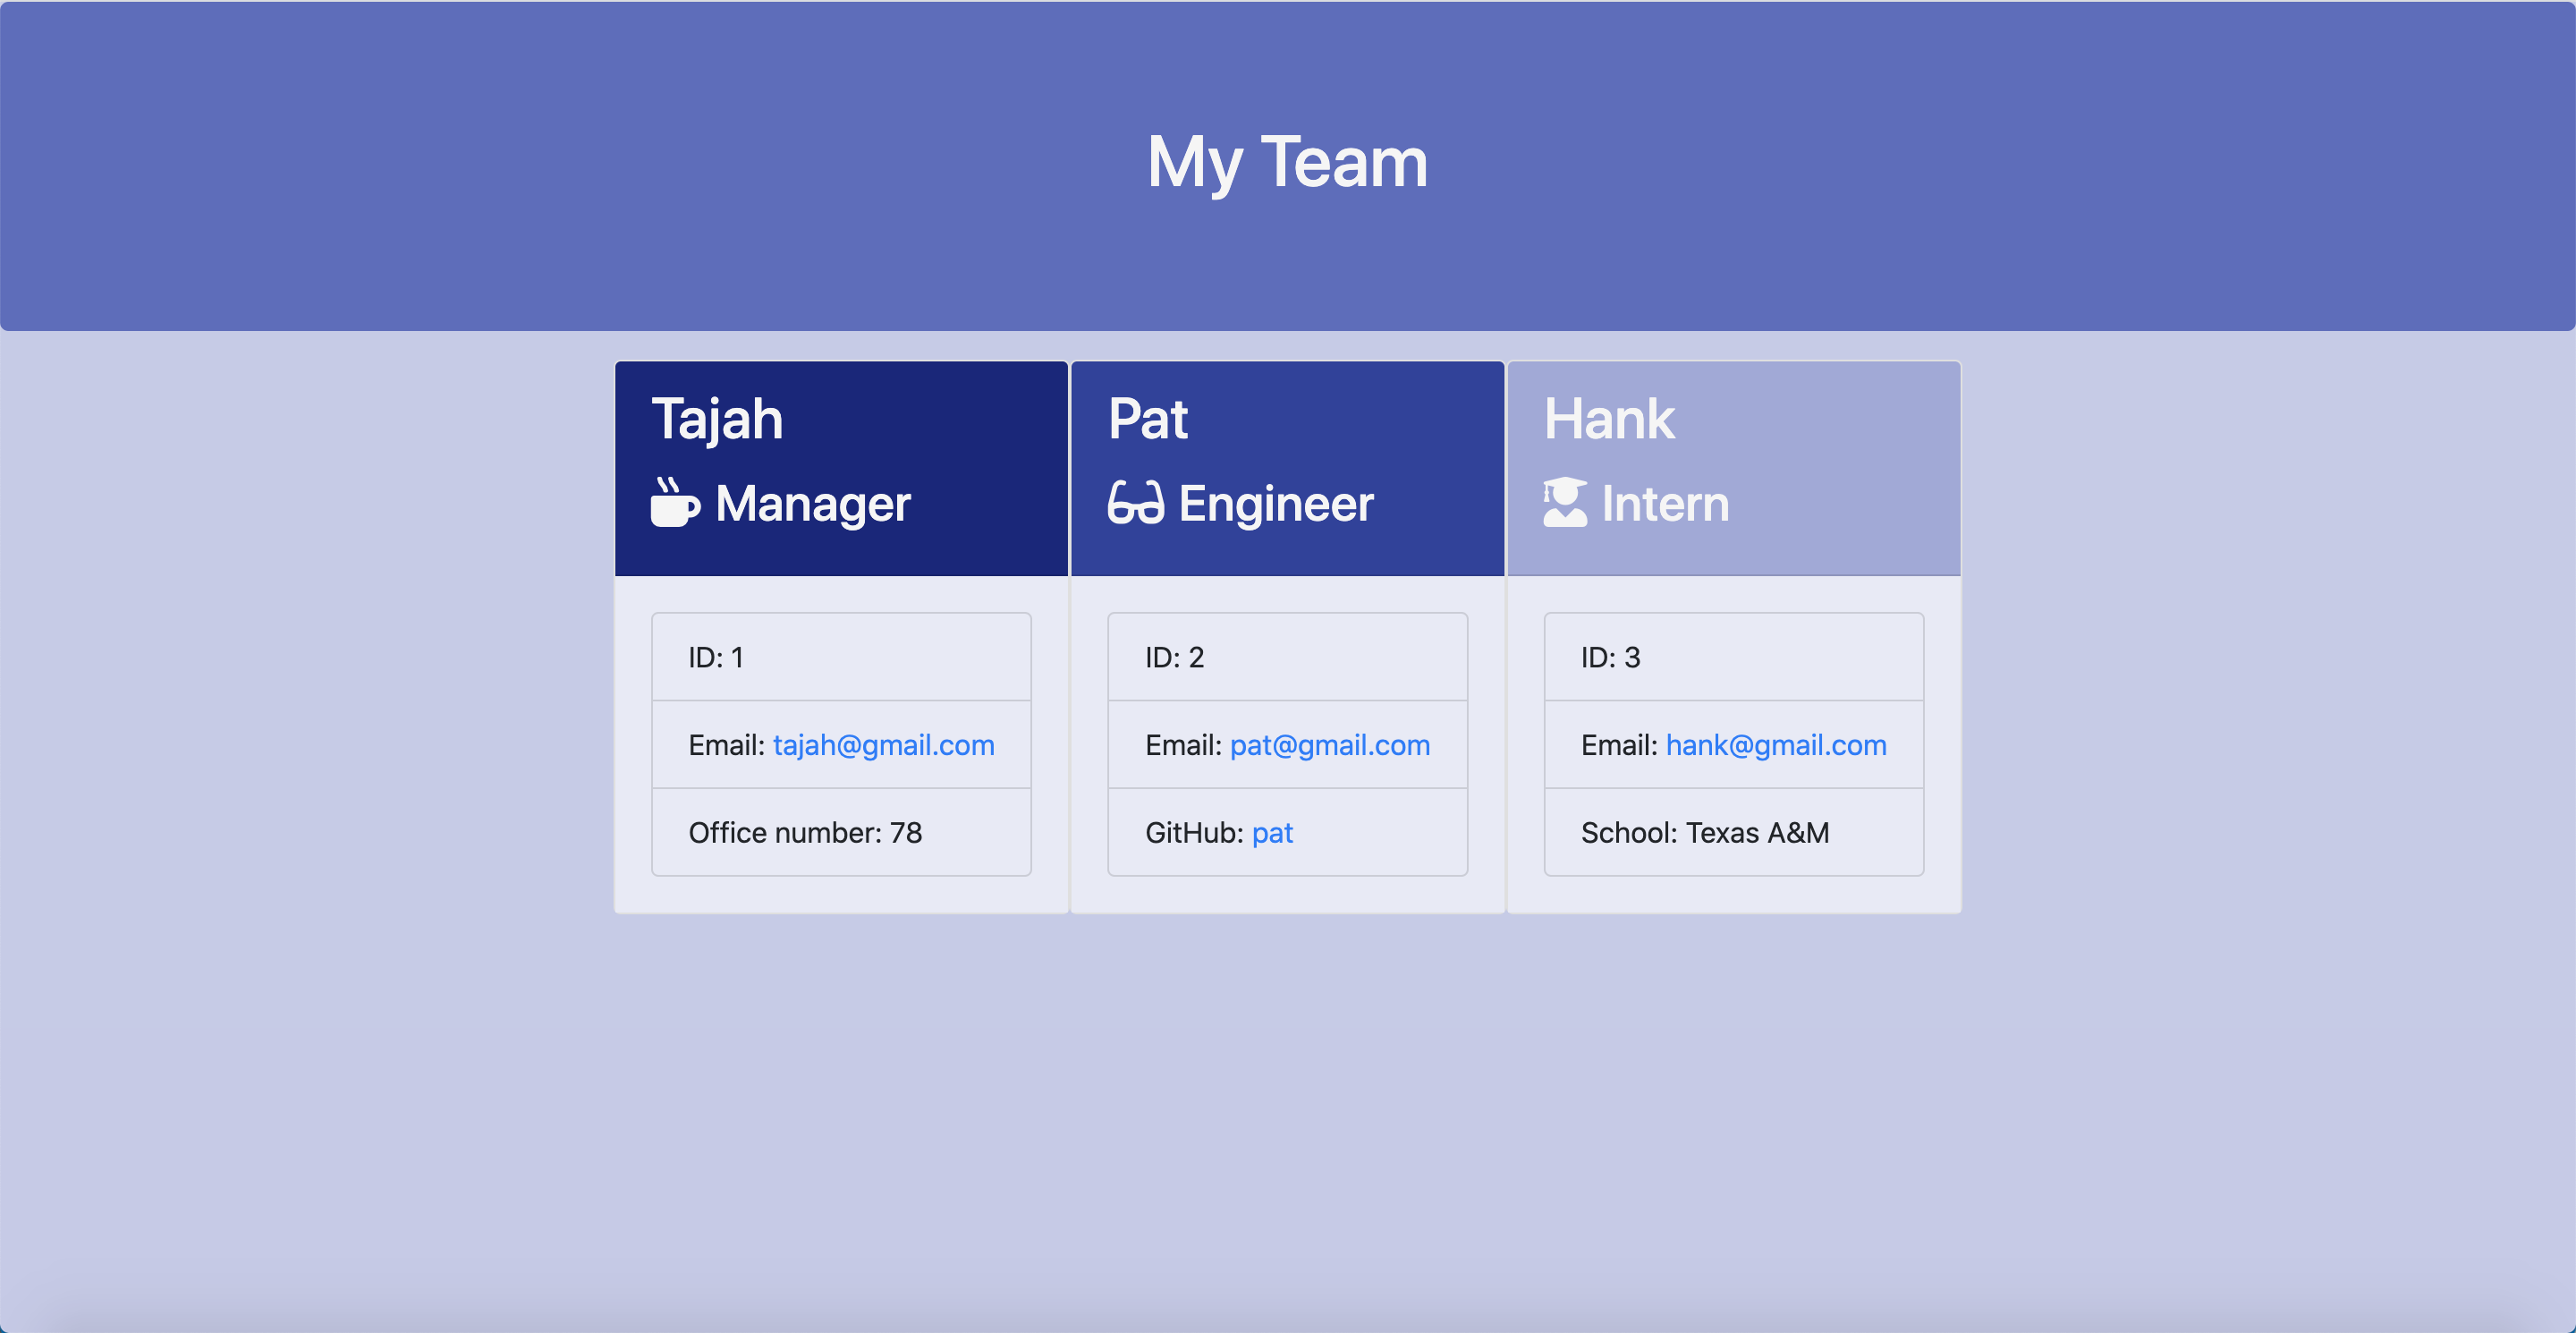 My Team
Tajah
Manager
ID: 1
Email: tajah@gmail.com
Office number: 78
Pat
Engineer
ID: 2
Email: pat@gmail.com
GitHub: pat
Hank
Intern
ID: 3
Email: hank@gmail.com
School: Texas A&M